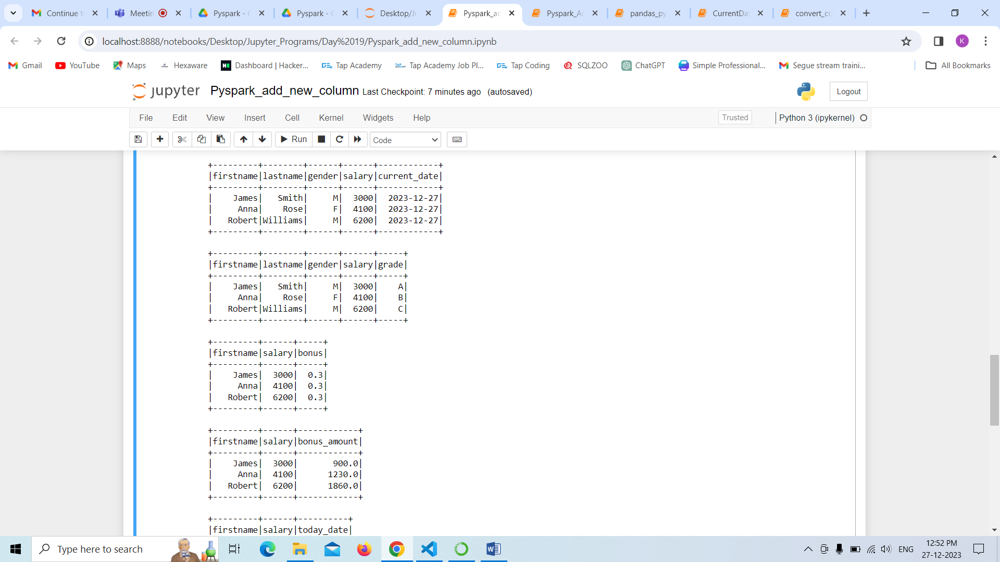 Continue t
Meetin
Pyspark - C
Pyspark - C
Desktop/Ju
Pyspark_ac
Pyspark_Ac
pandas_py
CurrentDa
convert_co
localhost:8888/notebooks/Desktop/Jupyter_Programs/Day%2019/Pyspark_add_new_column.ipynb
K
Gmail YouTube Maps Hexaware Dashboard | Hacker... Tap Academy Tap Academy Job Pl... Tap Coding SQLZOO ChatGPT Simple Professional... Segue stream traini... All Bookmarks
jupyter Pyspark_add_new_column Last Checkpoint: 7 minutes ago (autosaved) Logout
File Edit View Insert Cell Kernel Widgets Help Trusted Python 3 (ipykernel)
Run Code
+---------+--------+------+------+------------+
|firstname|lastname|gender|salary|current_date|
+---------+--------+------+------+------------+
|    James|   Smith|     M|  3000|  2023-12-27|
|     Anna|    Rose|     F|  4100|  2023-12-27|
|   Robert|Williams|     M|  6200|  2023-12-27|
+---------+--------+------+------+------------+
+---------+--------+------+------+-----+
|firstname|lastname|gender|salary|grade|
+---------+--------+------+------+-----+
|    James|   Smith|     M|  3000|    A|
|     Anna|    Rose|     F|  4100|    B|
|   Robert|Williams|     M|  6200|    C|
+---------+--------+------+------+-----+
+---------+------+-----+
|firstname|salary|bonus|
+---------+------+-----+
|    James|  3000|  0.3|
|     Anna|  4100|  0.3|
|   Robert|  6200|  0.3|
+---------+------+-----+
+---------+------+------------+
|firstname|salary|bonus_amount|
+---------+------+------------+
|    James|  3000|       900.0|
|     Anna|  4100|      1230.0|
|   Robert|  6200|      1860.0|
+---------+------+------------+
+---------+------+----------+
|firstname|salary|today_date|
Type here to search
ENG
12:52 PM
27-12-2023